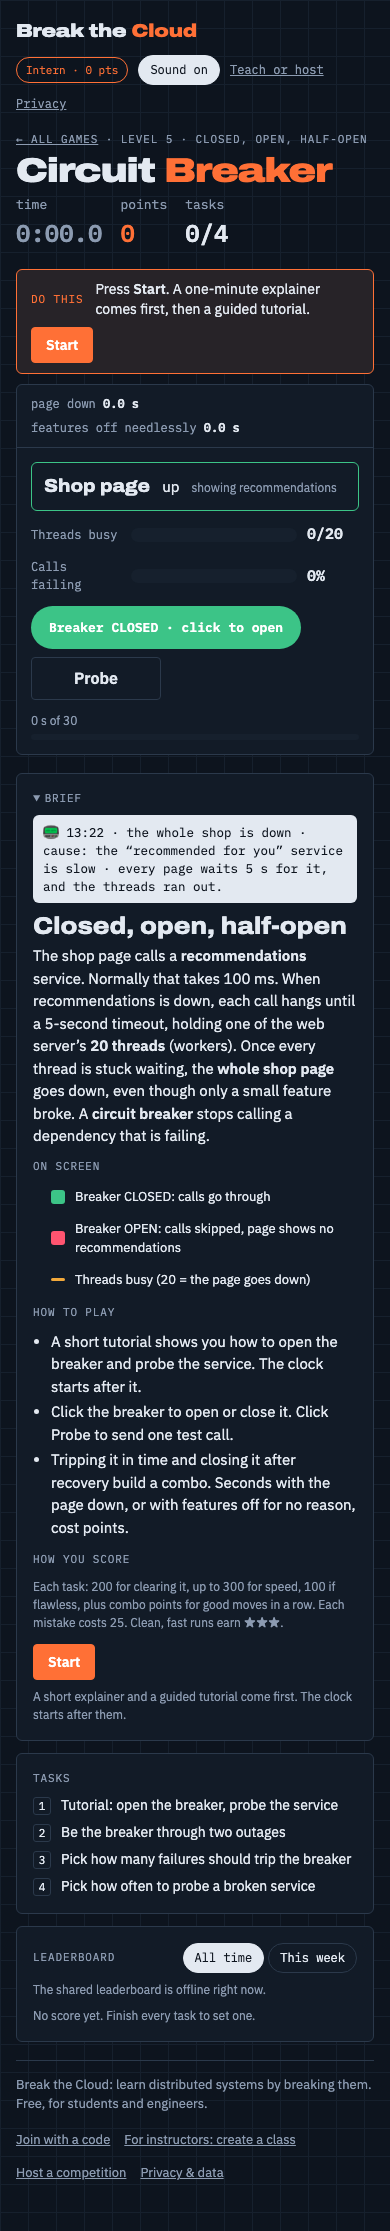 Break the Cloud
Intern · 0 pts
Sound on
Teach or host
Privacy
← ALL GAMES · LEVEL 5 · CLOSED, OPEN, HALF-OPEN
Circuit Breaker
time points tasks
0:00.0 0 0/4
DO THIS
Press Start. A one-minute explainer
comes first, then a guided tutorial.
Start
page down 0.0 s
features off needlessly 0.0 s
Shop page up showing recommendations
Threads busy 0/20
Calls
failing 0%
Breaker CLOSED · click to open
Probe
0 s of 30
▼ BRIEF
13:22 · the whole shop is down ·
cause: the “recommended for you” service
is slow · every page waits 5 s for it,
and the threads ran out.
Closed, open, half-open
The shop page calls a recommendations
service. Normally that takes 100 ms. When
recommendations is down, each call hangs until
a 5-second timeout, holding one of the web
server’s 20 threads (workers). Once every
thread is stuck waiting, the whole shop page
goes down, even though only a small feature
broke. A circuit breaker stops calling a
dependency that is failing.
ON SCREEN
Breaker CLOSED: calls go through
Breaker OPEN: calls skipped, page shows no
recommendations
Threads busy (20 = the page goes down)
HOW TO PLAY
• A short tutorial shows you how to open the
breaker and probe the service. The clock
starts after it.
• Click the breaker to open or close it. Click
Probe to send one test call.
• Tripping it in time and closing it after
recovery build a combo. Seconds with the
page down, or with features off for no reason,
cost points.
HOW YOU SCORE
Each task: 200 for clearing it, up to 300 for speed, 100 if
flawless, plus combo points for good moves in a row. Each
mistake costs 25. Clean, fast runs earn ★★★.
Start
A short explainer and a guided tutorial come first. The clock
starts after them.
TASKS
1 Tutorial: open the breaker, probe the service
2 Be the breaker through two outages
3 Pick how many failures should trip the breaker
4 Pick how often to probe a broken service
LEADERBOARD
All time
This week
The shared leaderboard is offline right now.
No score yet. Finish every task to set one.
Break the Cloud: learn distributed systems by breaking them.
Free, for students and engineers.
Join with a code For instructors: create a class
Host a competition Privacy & data